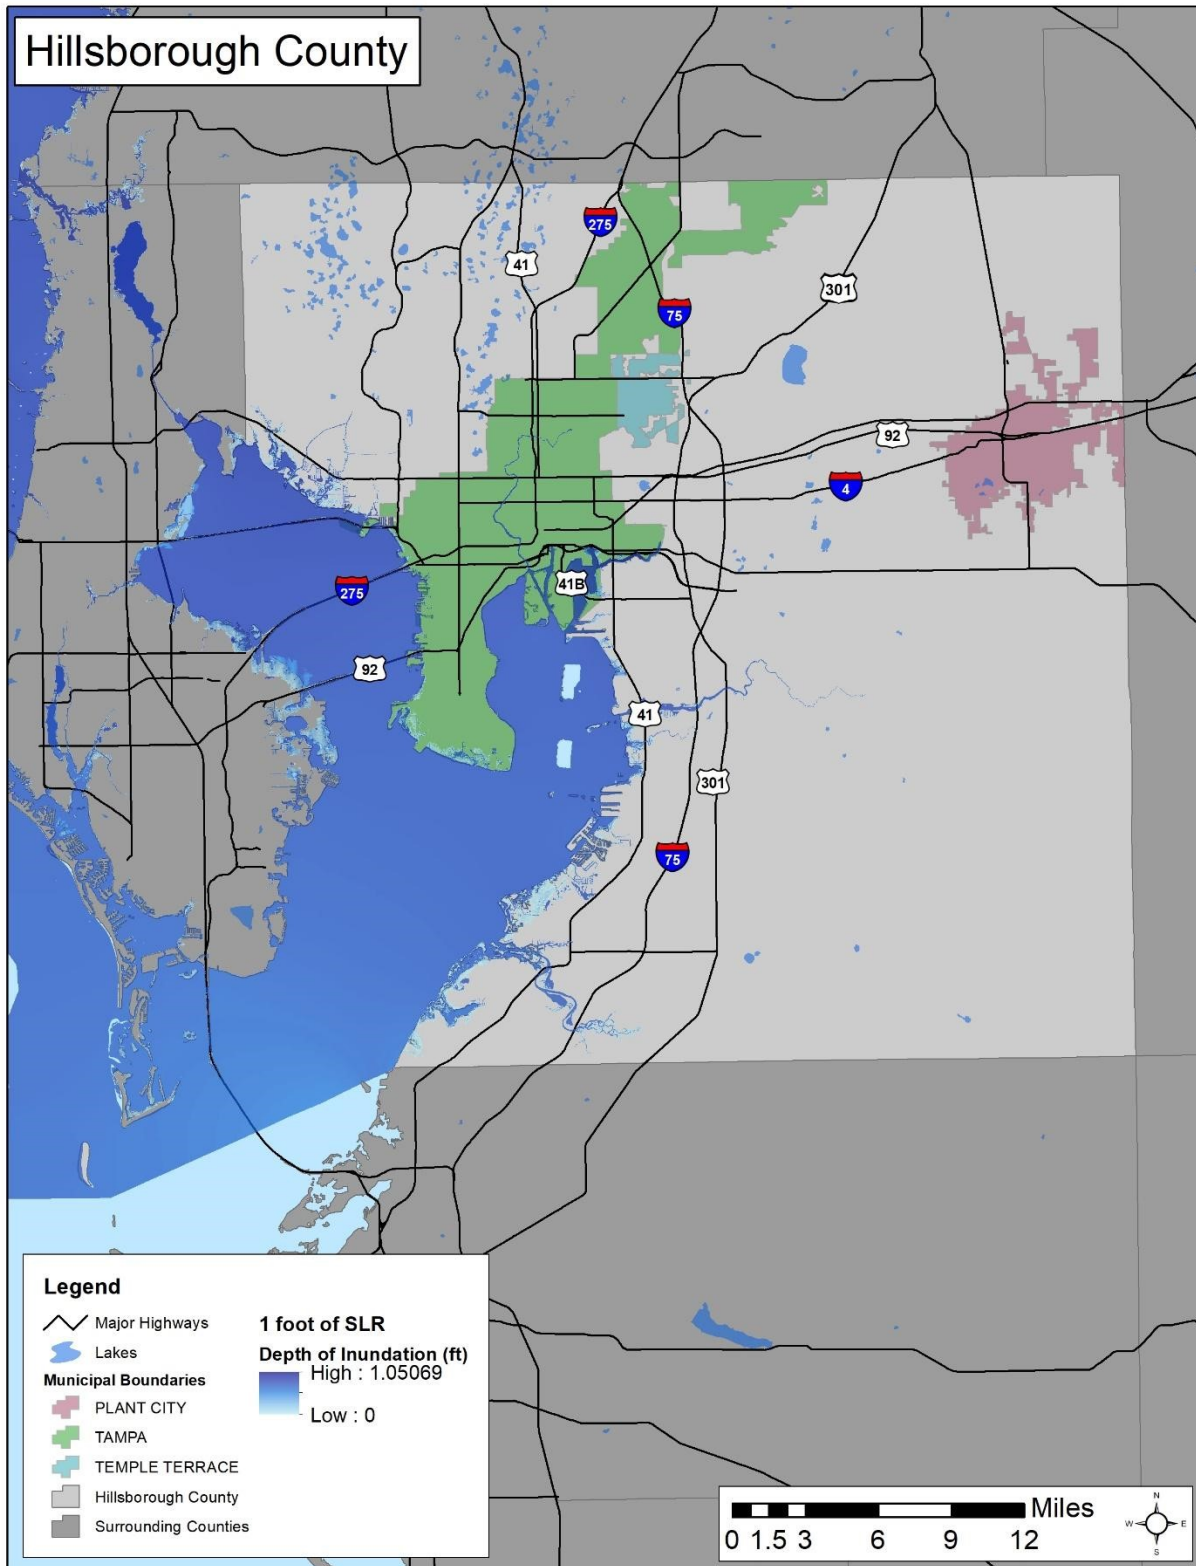 Hillsborough County
275
41
301
75
92
4
41B
275
92
41
301
75
Legend
Major Highways
Lakes
Municipal Boundaries
PLANT CITY
TAMPA
TEMPLE TERRACE
Hillsborough County
Surrounding Counties
1 foot of SLR
Depth of Inundation (ft)
High : 1.05069
Low : 0
Miles
0 1.5 3 6 9 12
N
W E
S